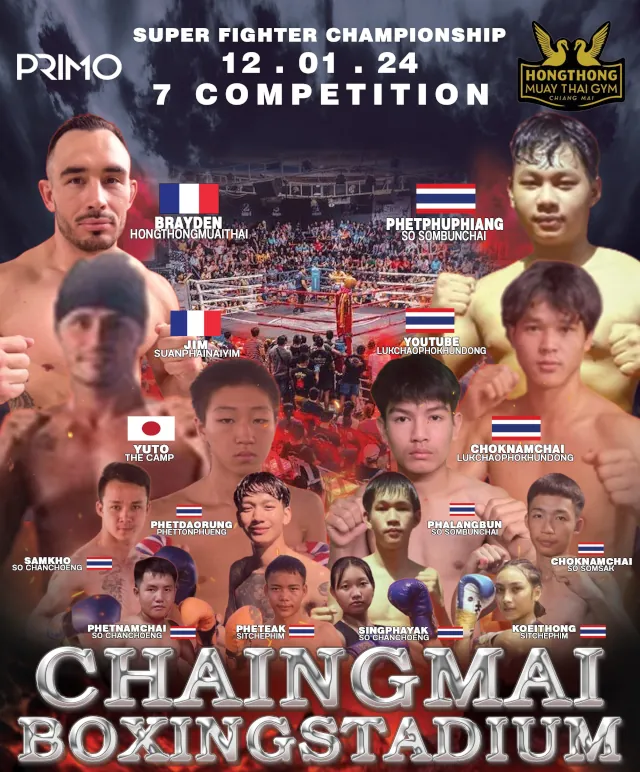 SUPER FIGHTER CHAMPIONSHIP
PRIMO
12 . 01 . 24
7 COMPETITION
HONGTHONG
MUAY THAI GYM
CHIANG MAI
BRAYDEN
HONGTHONGMUAITHAI
PHETPHUPHIANG
SO SOMBUNCHAI
JIM
SUANPHAINAIYIM
YOUTUBE
LUKCHAOPHOKHUNDONG
YUTO
THE CAMP
CHOKNAMCHAI
LUKCHAOPHOKHUNDONG
PHETDAORUNG
PHETTONPHUENG
PHALANGBUN
SO SOMBUNCHAI
SAMKHO
SO CHANCHOENG
CHOKNAMCHAI
SO SOMSAK
PHETNAMCHAI
SO CHANCHOENG
PHETEAK
SITCHEPHIM
SINGPHAYAK
SO CHANCHOENG
KOEITHONG
SITCHEPHIM
CHAINGMAI
BOXINGSTADIUM